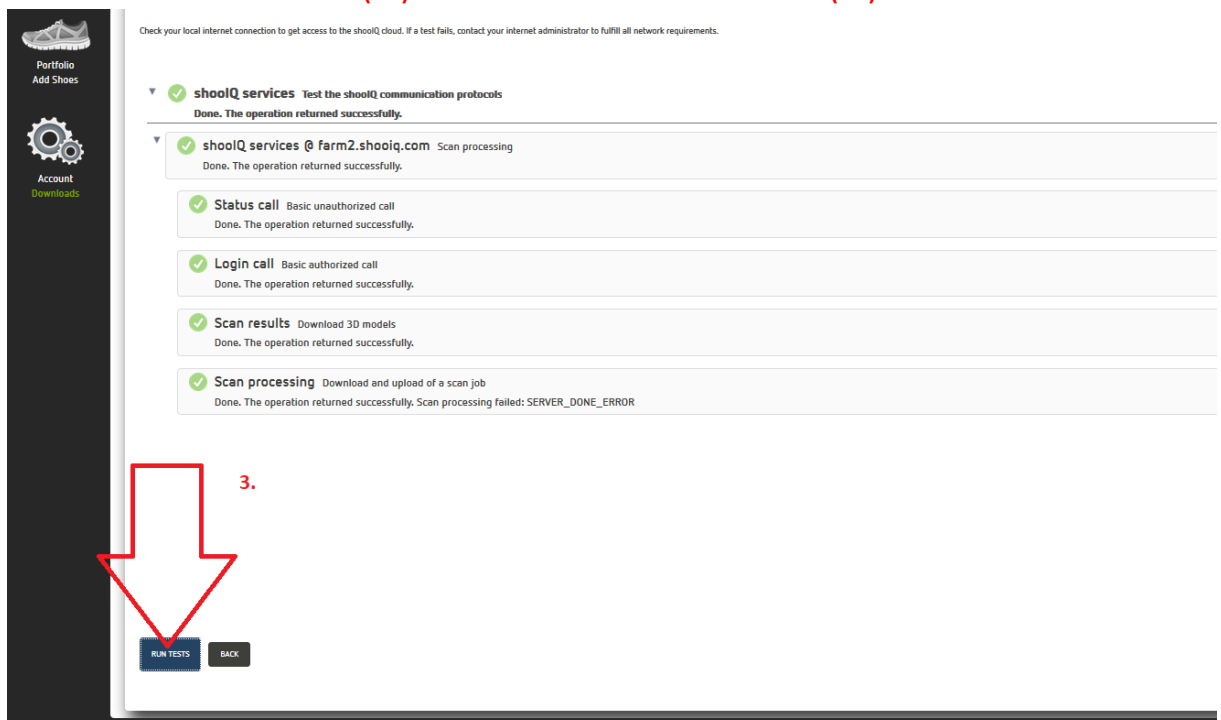 Check your local internet connection to get access to the shoolQ cloud. If a test fails, contact your internet administrator to fulfill all network requirements.
Portfolio
Add Shoes
Account
Downloads
shoolQ services Test the shoolQ communication protocols
Done. The operation returned successfully.
shoolQ services @ farm2.shooiq.com Scan processing
Done. The operation returned successfully.
Status call Basic unauthorized call
Done. The operation returned successfully.
Login call Basic authorized call
Done. The operation returned successfully.
Scan results Download 3D models
Done. The operation returned successfully.
Scan processing Download and upload of a scan job
Done. The operation returned successfully. Scan processing failed: SERVER_DONE_ERROR
3.
RUN TESTS BACK